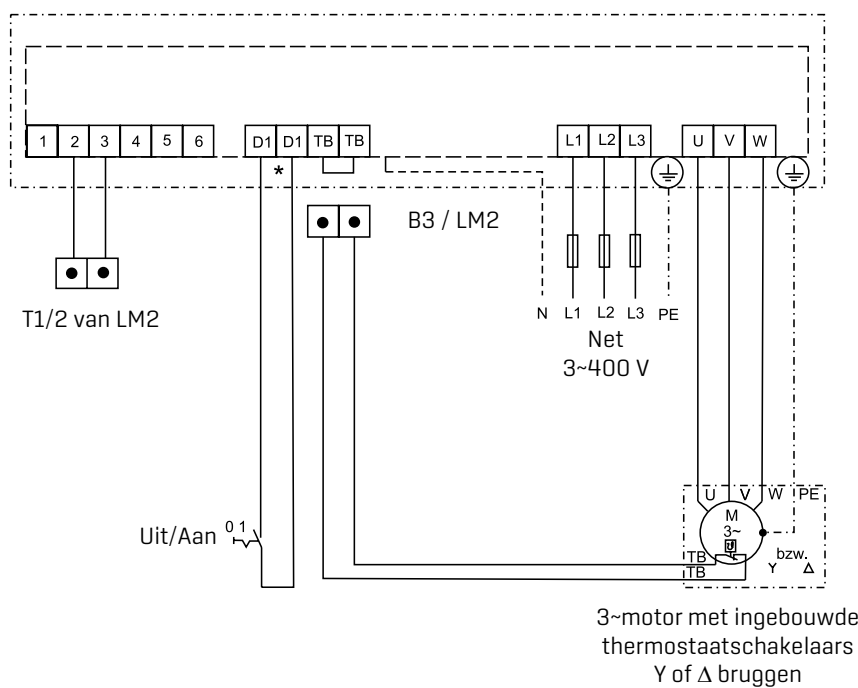 1 2 3 4 5 6 D1 D1 TB TB L1 L2 L3 U V W
*
B3 / LM2
T1/2 van LM2
N L1 L2 L3 PE
Net
3~400 V
Uit/Aan 0 1
U V W PE
M
3~
TB
TB
bzw.
Y Δ
3~motor met ingebouwde
thermostaatschakelaars
Y of Δ bruggen